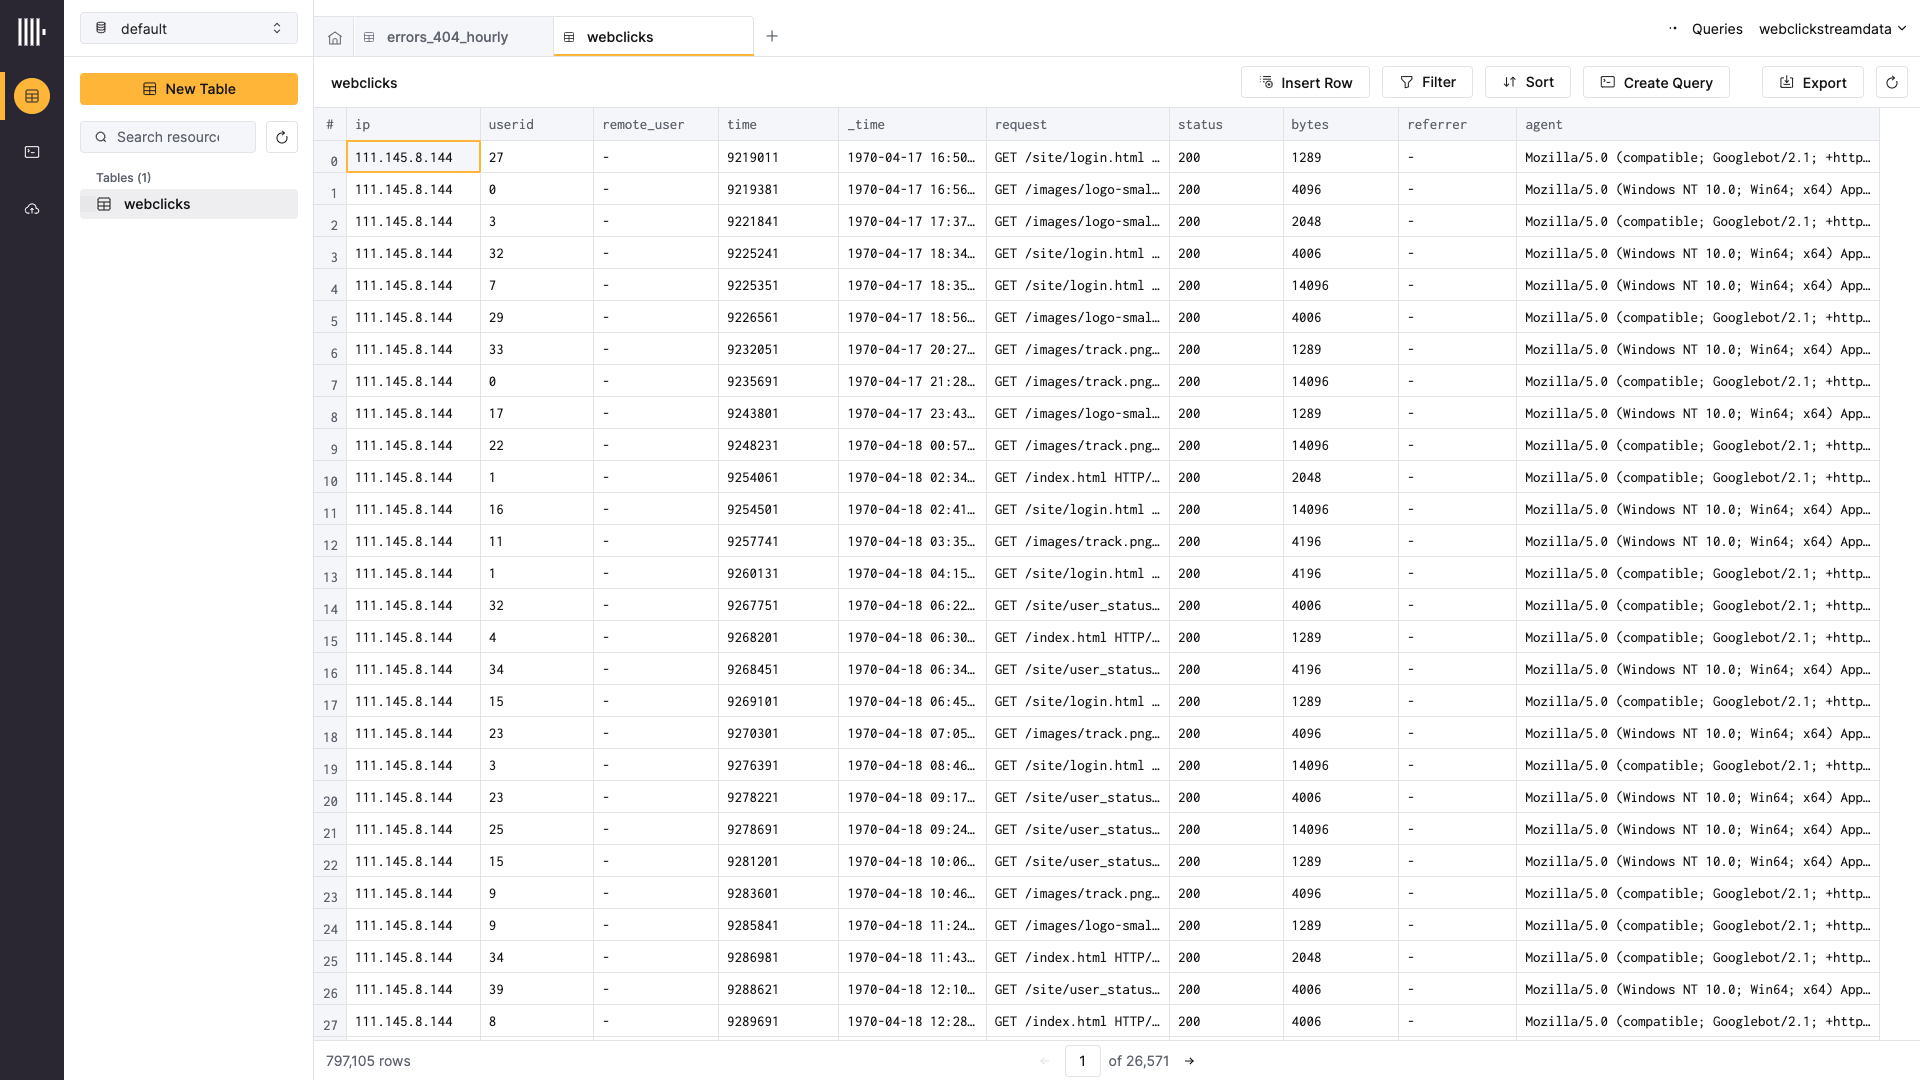 default
errors_404_hourly
webclicks
Queries
webclickstreamdata
New Table
Search resourc
Tables (1)
webclicks
webclicks
Insert Row
Filter
Sort
Create Query
Export
# ip userid remote_user time _time request status bytes referrer agent
0 111.145.8.144 27 - 9219011 1970-04-17 16:50… GET /site/login.html … 200 1289 - Mozilla/5.0 (compatible; Googlebot/2.1; +http…
1 111.145.8.144 0 - 9219381 1970-04-17 16:56… GET /images/logo-smal… 200 4096 - Mozilla/5.0 (Windows NT 10.0; Win64; x64) App…
2 111.145.8.144 3 - 9221841 1970-04-17 17:37… GET /images/logo-smal… 200 2048 - Mozilla/5.0 (compatible; Googlebot/2.1; +http…
3 111.145.8.144 32 - 9225241 1970-04-17 18:34… GET /site/login.html … 200 4006 - Mozilla/5.0 (Windows NT 10.0; Win64; x64) App…
4 111.145.8.144 7 - 9225351 1970-04-17 18:35… GET /site/login.html … 200 14096 - Mozilla/5.0 (Windows NT 10.0; Win64; x64) App…
5 111.145.8.144 29 - 9226561 1970-04-17 18:56… GET /images/logo-smal… 200 4006 - Mozilla/5.0 (compatible; Googlebot/2.1; +http…
6 111.145.8.144 33 - 9232051 1970-04-17 20:27… GET /images/track.png… 200 1289 - Mozilla/5.0 (Windows NT 10.0; Win64; x64) App…
7 111.145.8.144 0 - 9235691 1970-04-17 21:28… GET /images/track.png… 200 14096 - Mozilla/5.0 (compatible; Googlebot/2.1; +http…
8 111.145.8.144 17 - 9243801 1970-04-17 23:43… GET /images/logo-smal… 200 1289 - Mozilla/5.0 (Windows NT 10.0; Win64; x64) App…
9 111.145.8.144 22 - 9248231 1970-04-18 00:57… GET /images/track.png… 200 14096 - Mozilla/5.0 (compatible; Googlebot/2.1; +http…
10 111.145.8.144 1 - 9254061 1970-04-18 02:34… GET /index.html HTTP/… 200 2048 - Mozilla/5.0 (compatible; Googlebot/2.1; +http…
11 111.145.8.144 16 - 9254501 1970-04-18 02:41… GET /site/login.html … 200 14096 - Mozilla/5.0 (Windows NT 10.0; Win64; x64) App…
12 111.145.8.144 11 - 9257741 1970-04-18 03:35… GET /images/track.png… 200 4196 - Mozilla/5.0 (Windows NT 10.0; Win64; x64) App…
13 111.145.8.144 1 - 9260131 1970-04-18 04:15… GET /site/login.html … 200 4196 - Mozilla/5.0 (compatible; Googlebot/2.1; +http…
14 111.145.8.144 32 - 9267751 1970-04-18 06:22… GET /site/user_status… 200 4006 - Mozilla/5.0 (compatible; Googlebot/2.1; +http…
15 111.145.8.144 4 - 9268201 1970-04-18 06:30… GET /index.html HTTP/… 200 1289 - Mozilla/5.0 (compatible; Googlebot/2.1; +http…
16 111.145.8.144 34 - 9268451 1970-04-18 06:34… GET /site/user_status… 200 4196 - Mozilla/5.0 (Windows NT 10.0; Win64; x64) App…
17 111.145.8.144 15 - 9269101 1970-04-18 06:45… GET /site/login.html … 200 1289 - Mozilla/5.0 (compatible; Googlebot/2.1; +http…
18 111.145.8.144 23 - 9270301 1970-04-18 07:05… GET /images/track.png… 200 4096 - Mozilla/5.0 (Windows NT 10.0; Win64; x64) App…
19 111.145.8.144 3 - 9276391 1970-04-18 08:46… GET /site/login.html … 200 14096 - Mozilla/5.0 (compatible; Googlebot/2.1; +http…
20 111.145.8.144 23 - 9278221 1970-04-18 09:17… GET /site/user_status… 200 4006 - Mozilla/5.0 (Windows NT 10.0; Win64; x64) App…
21 111.145.8.144 25 - 9278691 1970-04-18 09:24… GET /site/user_status… 200 14096 - Mozilla/5.0 (Windows NT 10.0; Win64; x64) App…
22 111.145.8.144 15 - 9281201 1970-04-18 10:06… GET /site/user_status… 200 1289 - Mozilla/5.0 (Windows NT 10.0; Win64; x64) App…
23 111.145.8.144 9 - 9283601 1970-04-18 10:46… GET /images/track.png… 200 4096 - Mozilla/5.0 (compatible; Googlebot/2.1; +http…
24 111.145.8.144 9 - 9285841 1970-04-18 11:24… GET /images/logo-smal… 200 1289 - Mozilla/5.0 (compatible; Googlebot/2.1; +http…
25 111.145.8.144 34 - 9286981 1970-04-18 11:43… GET /index.html HTTP/… 200 2048 - Mozilla/5.0 (compatible; Googlebot/2.1; +http…
26 111.145.8.144 39 - 9288621 1970-04-18 12:10… GET /site/user_status… 200 4006 - Mozilla/5.0 (Windows NT 10.0; Win64; x64) App…
27 111.145.8.144 8 - 9289691 1970-04-18 12:28… GET /index.html HTTP/… 200 4006 - Mozilla/5.0 (compatible; Googlebot/2.1; +http…
797,105 rows
← 1 of 26,571 →